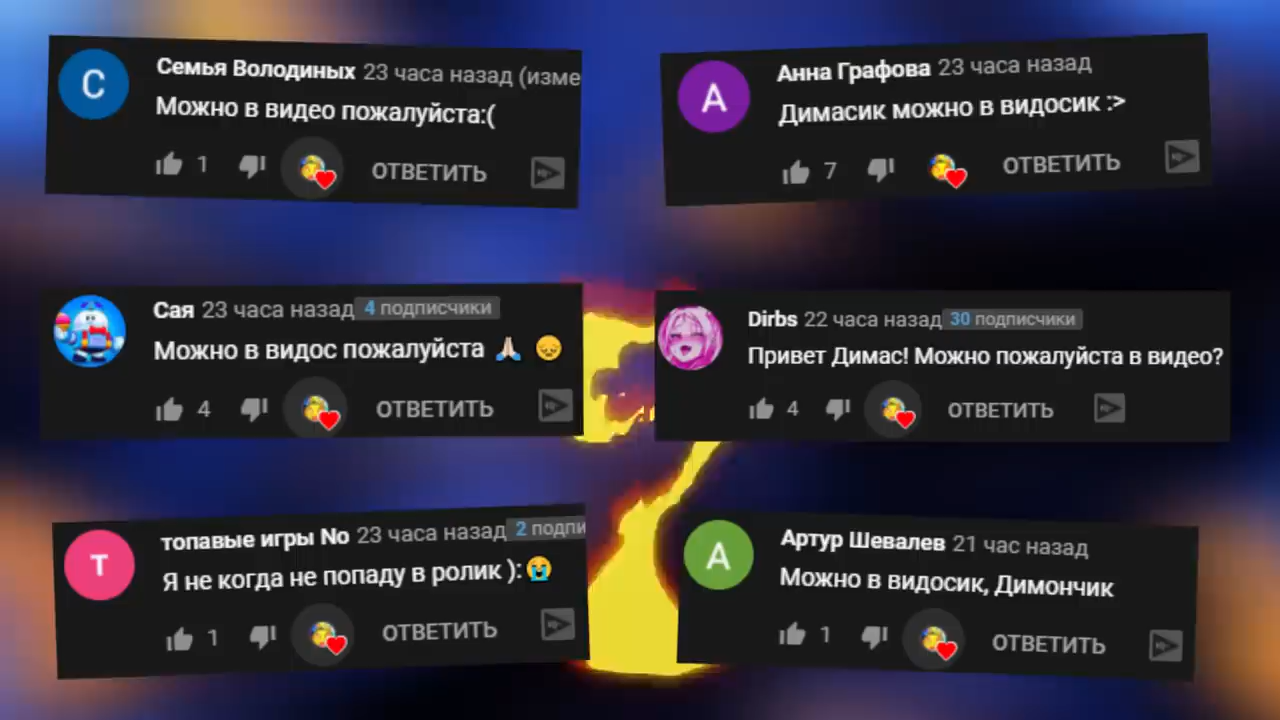 С
Семья Володиных 23 часа назад (изме
Можно в видео пожалуйста:(
1 ОТВЕТИТЬ
А
Анна Графова 23 часа назад
Димасик можно в видосик :>
7 ОТВЕТИТЬ
Сая 23 часа назад 4 подписчики
Можно в видос пожалуйста 🙏🏻 😞
4 ОТВЕТИТЬ
Dirbs 22 часа назад 30 подписчики
Привет Димас! Можно пожалуйста в видео?
4 ОТВЕТИТЬ
т
топавые игры No 23 часа назад 2 подпи
Я не когда не попаду в ролик ): 😭
1 ОТВЕТИТЬ
А
Артур Шевалев 21 час назад
Можно в видосик, Димончик
1 ОТВЕТИТЬ